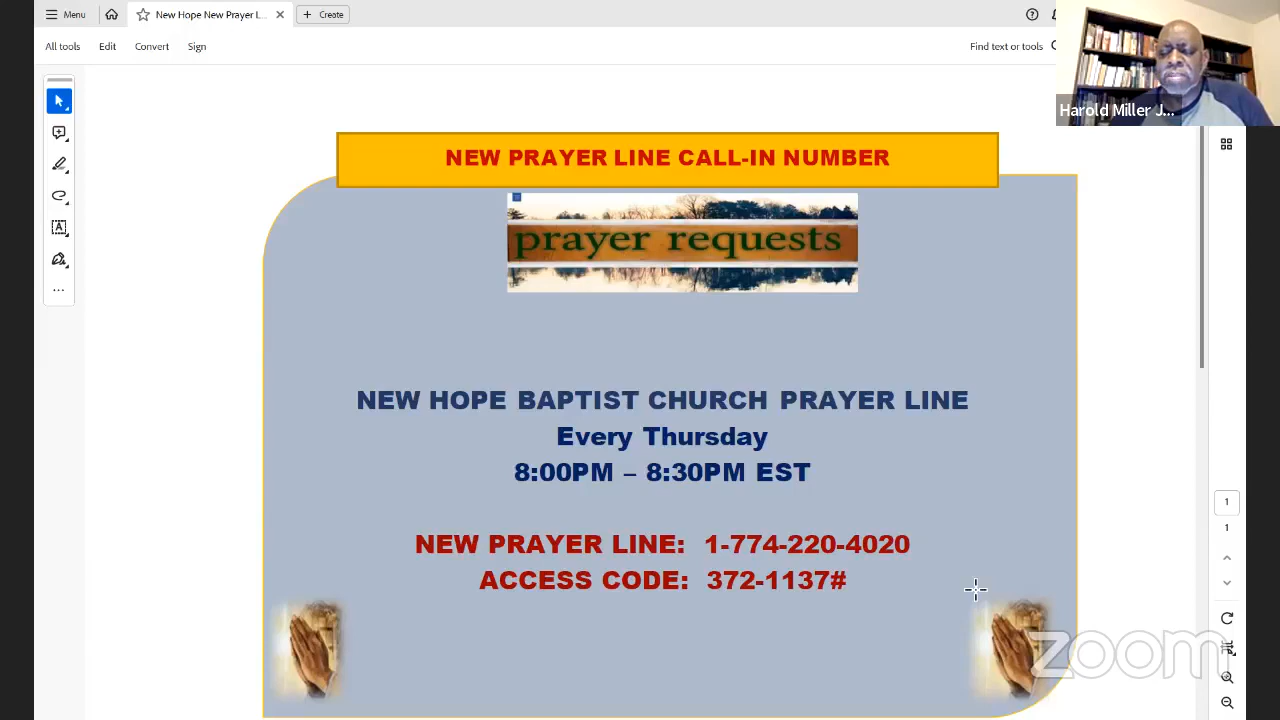 Menu
New Hope New Prayer L...
Create
All tools
Edit
Convert
Sign
Find text or tools
Harold Miller J...
NEW PRAYER LINE CALL-IN NUMBER
prayer requests
NEW HOPE BAPTIST CHURCH PRAYER LINE
Every Thursday
8:00PM – 8:30PM EST
NEW PRAYER LINE: 1-774-220-4020
ACCESS CODE: 372-1137#
1
1
zoom